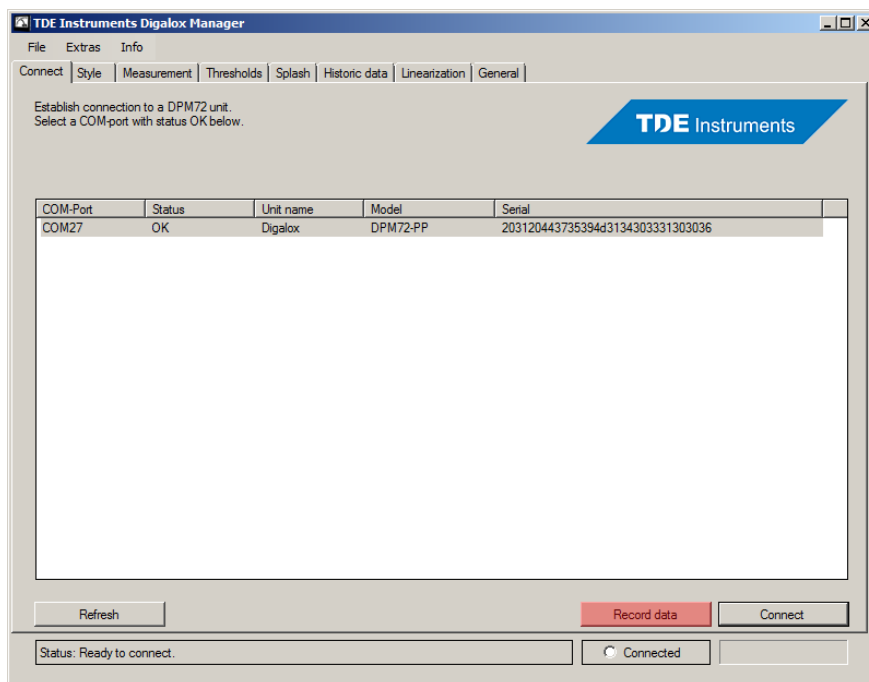 TDE Instruments Digalox Manager
File Extras Info
Connect Style Measurement Thresholds Splash Historic data Linearization General
Establish connection to a DPM72 unit.
Select a COM-port with status OK below.
TDE Instruments
COM-Port Status Unit name Model Serial
COM27 OK Digalox DPM72-PP 203120443735394d3134303331303036
Refresh Record data Connect
Status: Ready to connect. Connected